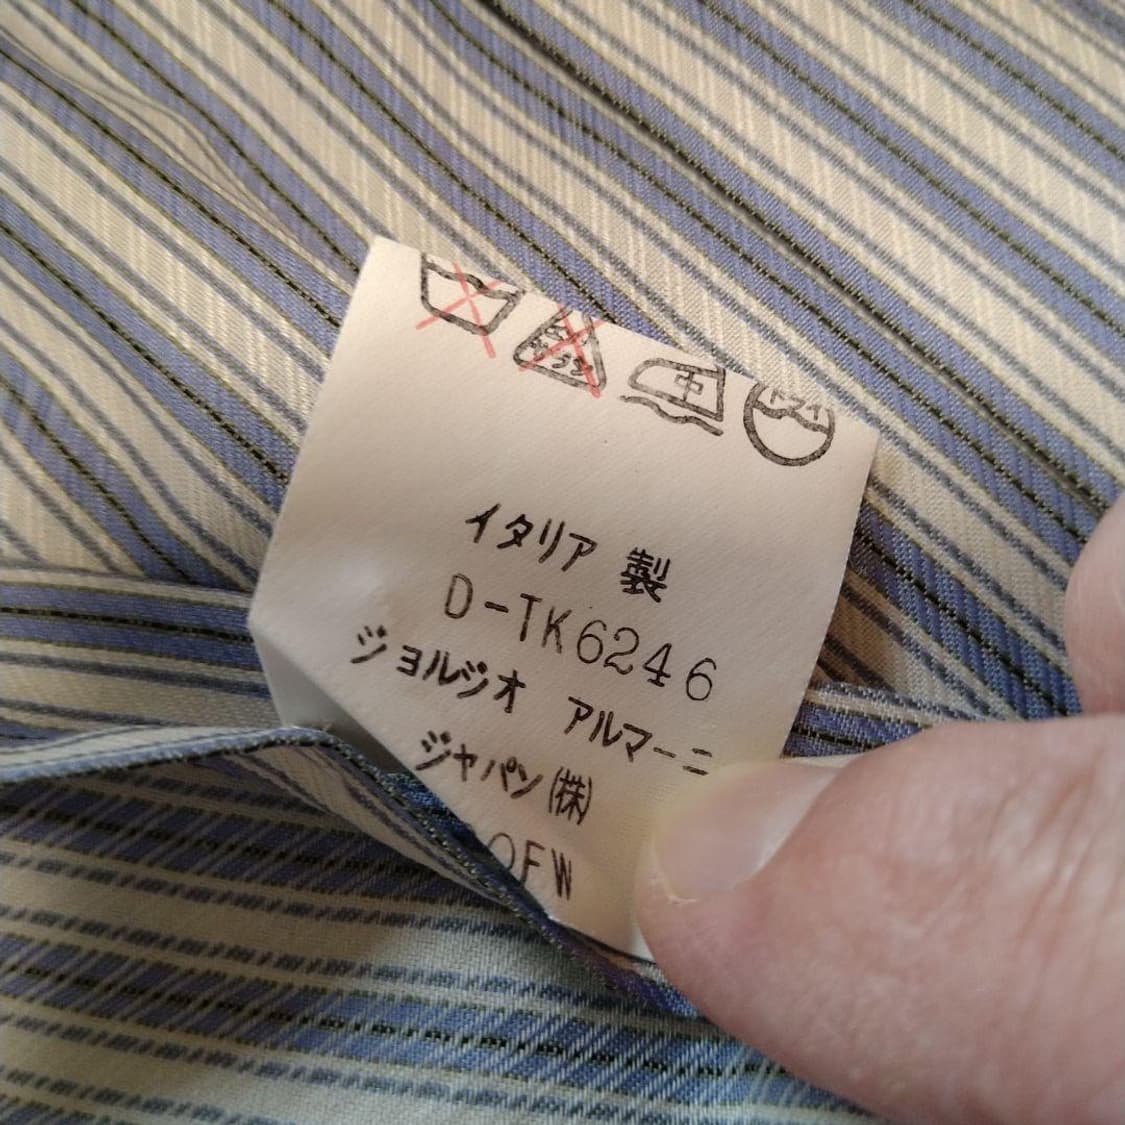 中
イタリア 製
D-TK6246
ジョルジオ アルマーニ
ジャパン(株)
OFW